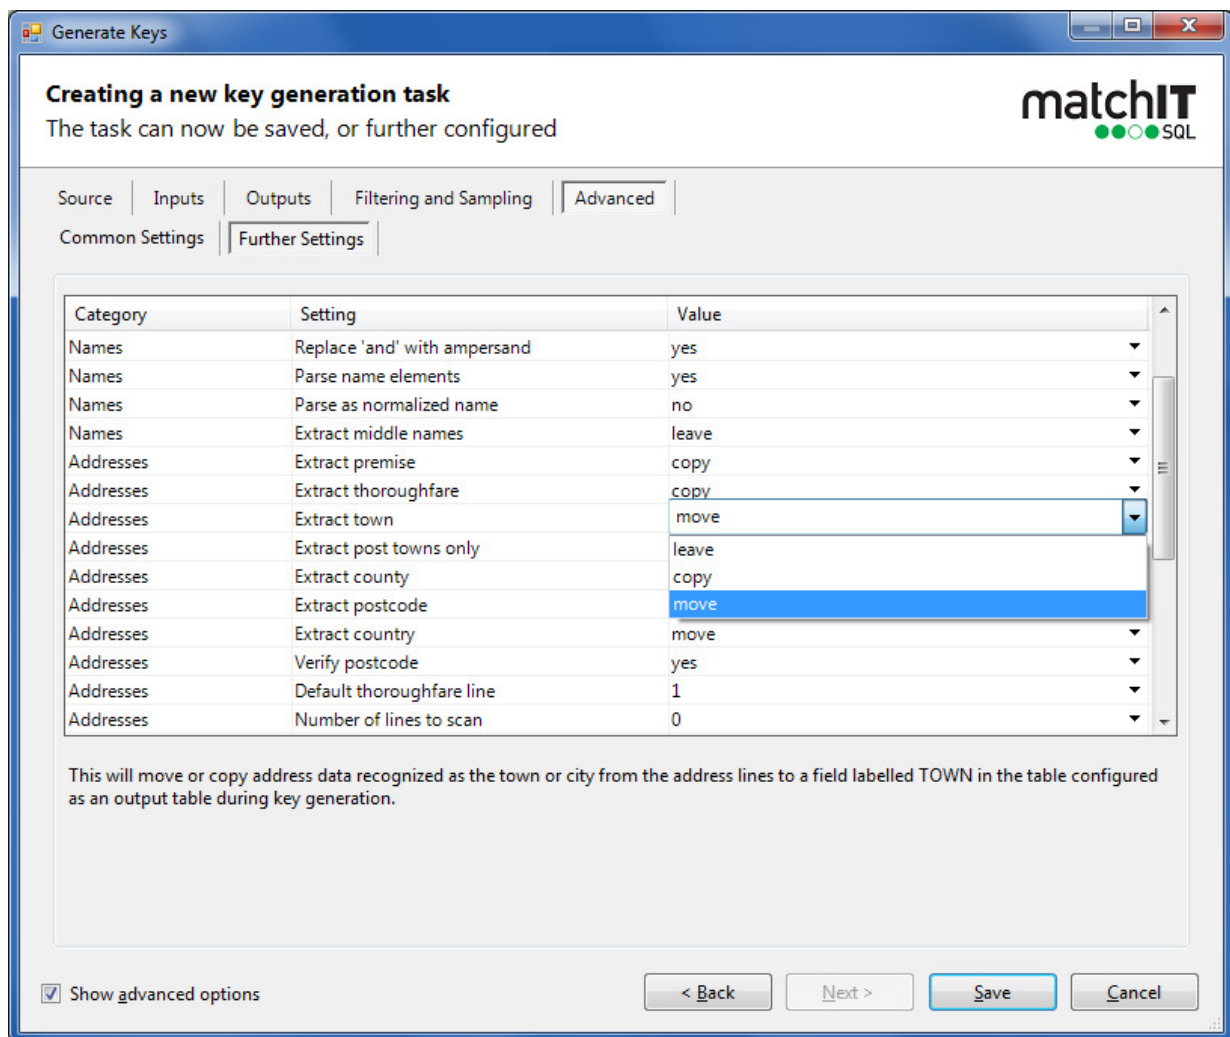 Generate Keys
Creating a new key generation task
The task can now be saved, or further configured
matchIT
SQL
Source Inputs Outputs Filtering and Sampling Advanced
Common Settings Further Settings
Category Setting Value
Names Replace 'and' with ampersand yes
Names Parse name elements yes
Names Parse as normalized name no
Names Extract middle names leave
Addresses Extract premise copy
Addresses Extract thoroughfare copy
Addresses Extract town move
Addresses Extract post towns only leave
Addresses Extract county copy
Addresses Extract postcode move
Addresses Extract country move
Addresses Verify postcode yes
Addresses Default thoroughfare line 1
Addresses Number of lines to scan 0
This will move or copy address data recognized as the town or city from the address lines to a field labelled TOWN in the table configured
as an output table during key generation.
Show advanced options < Back Next > Save Cancel